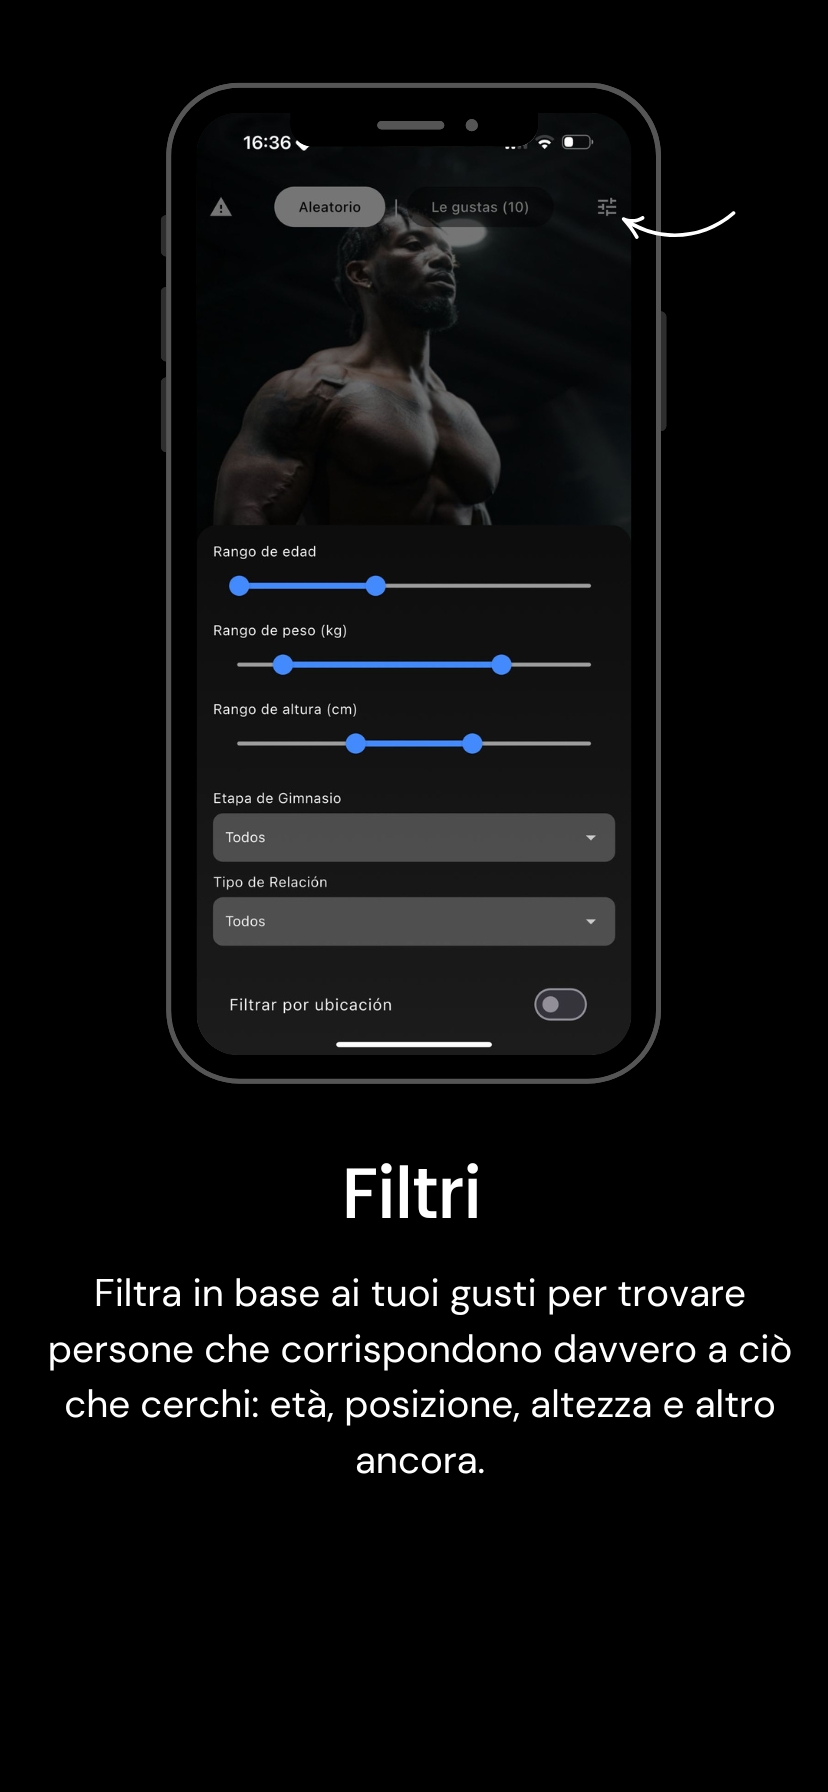 16:36
Aleatorio | Le gustas (10)
Rango de edad
Rango de peso (kg)
Rango de altura (cm)
Etapa de Gimnasio
Todos
Tipo de Relación
Todos
Filtrar por ubicación
Filtri
Filtra in base ai tuoi gusti per trovare
persone che corrispondono davvero a ciò
che cerchi: età, posizione, altezza e altro
ancora.